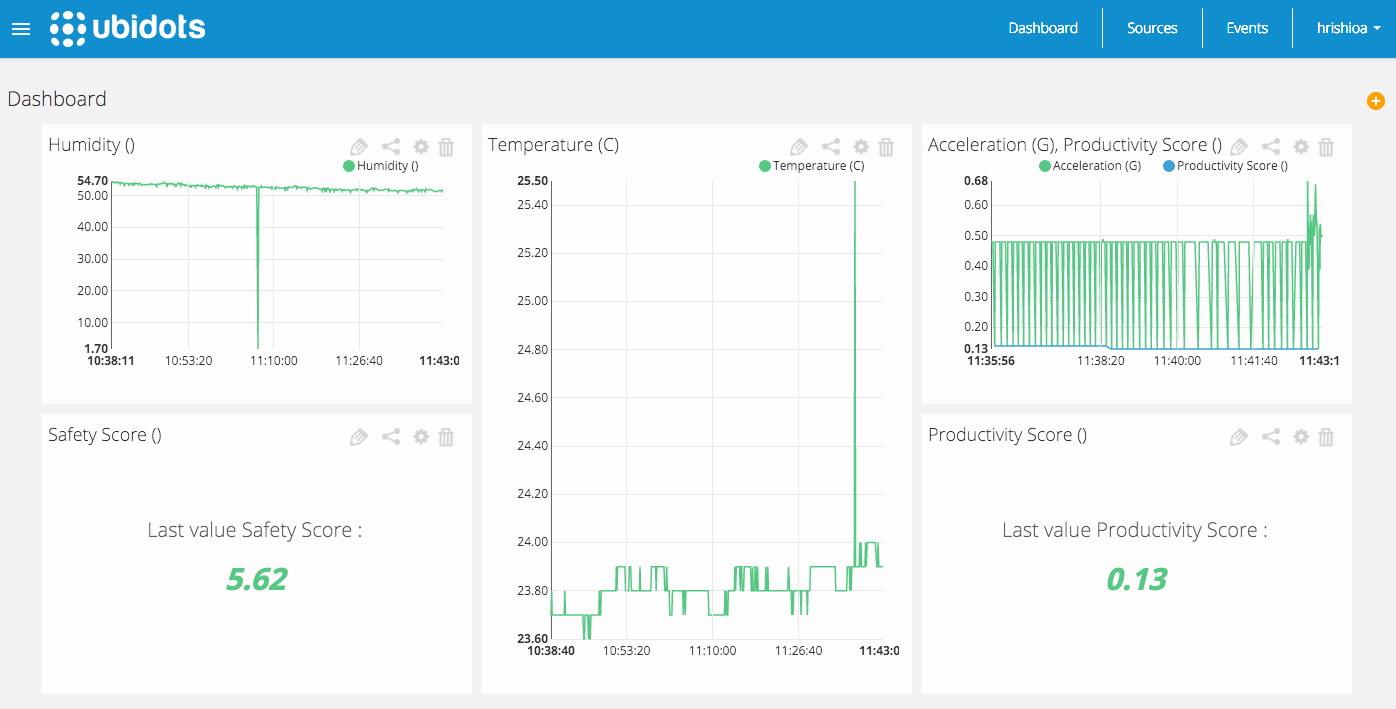 ubidots
Dashboard Sources Events hrishioa
Dashboard
Humidity ()
Humidity ()
54.70
50.00
40.00
30.00
20.00
10.00
1.70
10:38:11 10:53:20 11:10:00 11:26:40 11:43:0
Temperature (C)
Temperature (C)
25.50
25.40
25.20
25.00
24.80
24.60
24.40
24.20
24.00
23.80
23.60
10:38:40 10:53:20 11:10:00 11:26:40 11:43:0
Acceleration (G), Productivity Score ()
Acceleration (G) Productivity Score ()
0.68
0.60
0.50
0.40
0.30
0.20
0.13
11:35:56 11:38:20 11:40:00 11:41:40 11:43:1
Safety Score ()
Last value Safety Score :
5.62
Productivity Score ()
Last value Productivity Score :
0.13